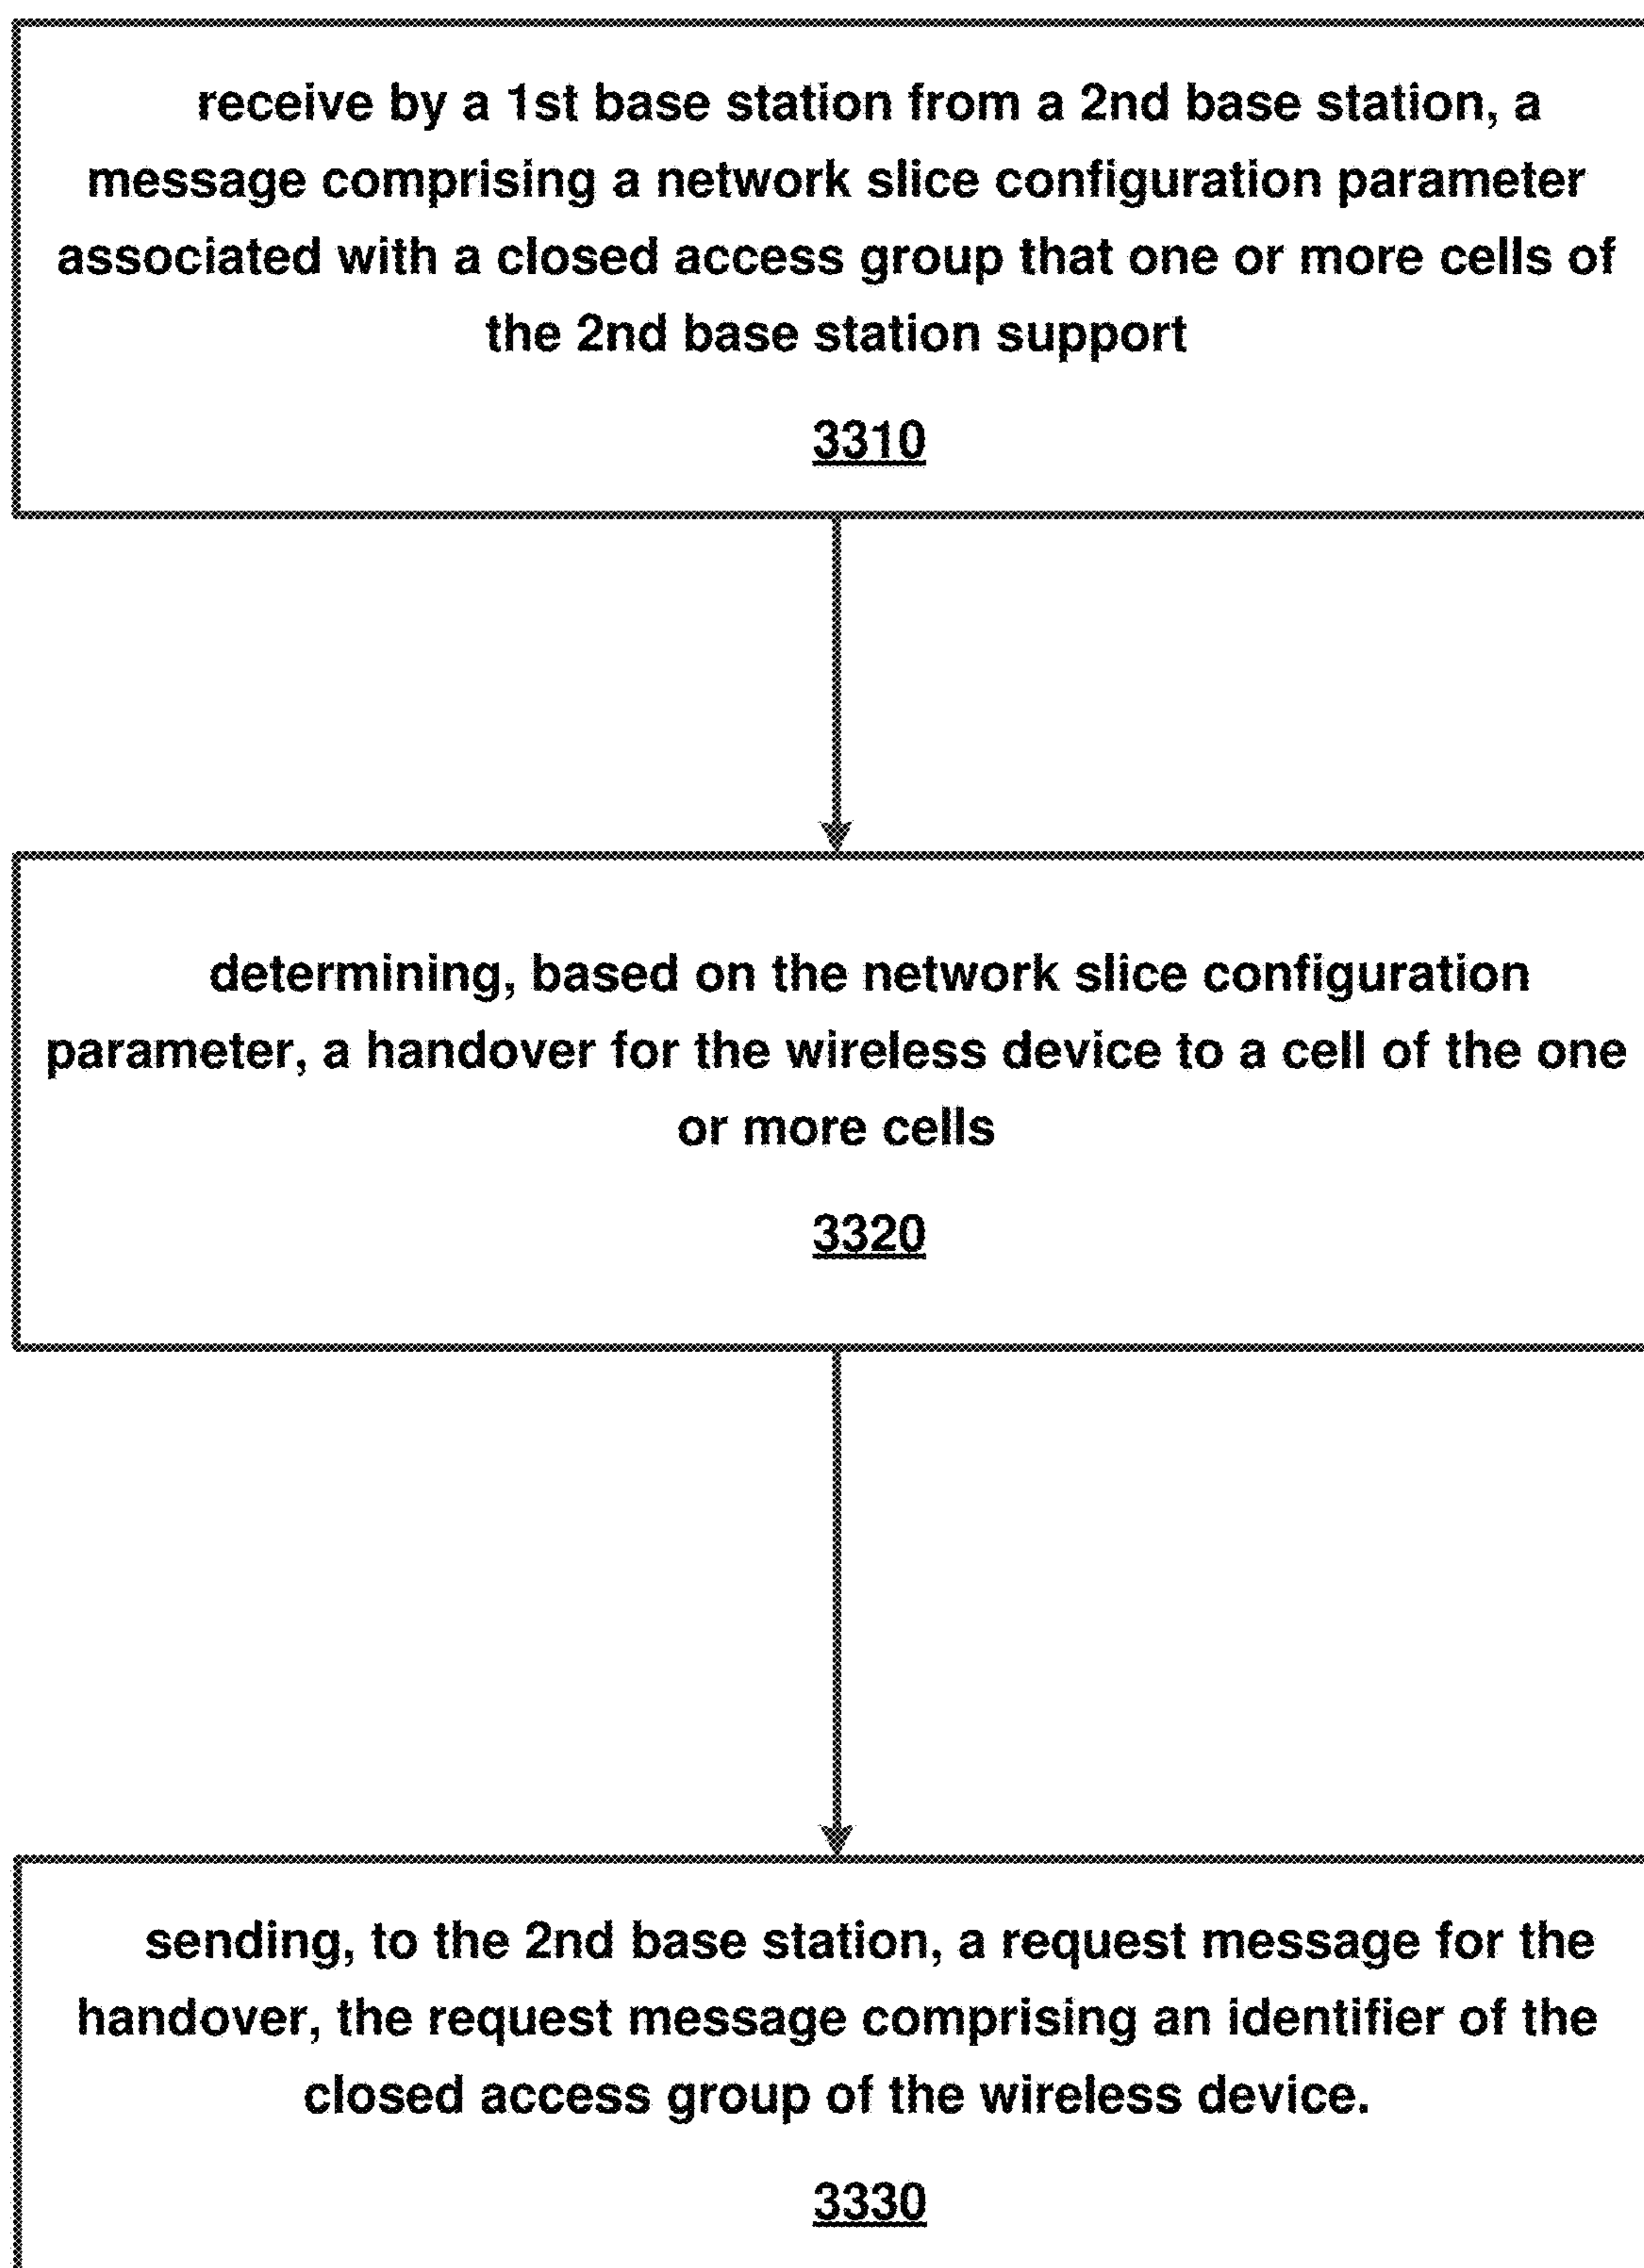 receive by a 1st base station from a 2nd base station, a
message comprising a network slice configuration parameter
associated with a closed access group that one or more cells of
the 2nd base station support
3310
determining, based on the network slice configuration
parameter, a handover for the wireless device to a cell of the one
or more cells
3320
sending, to the 2nd base station, a request message for the
handover, the request message comprising an identifier of the
closed access group of the wireless device.
3330